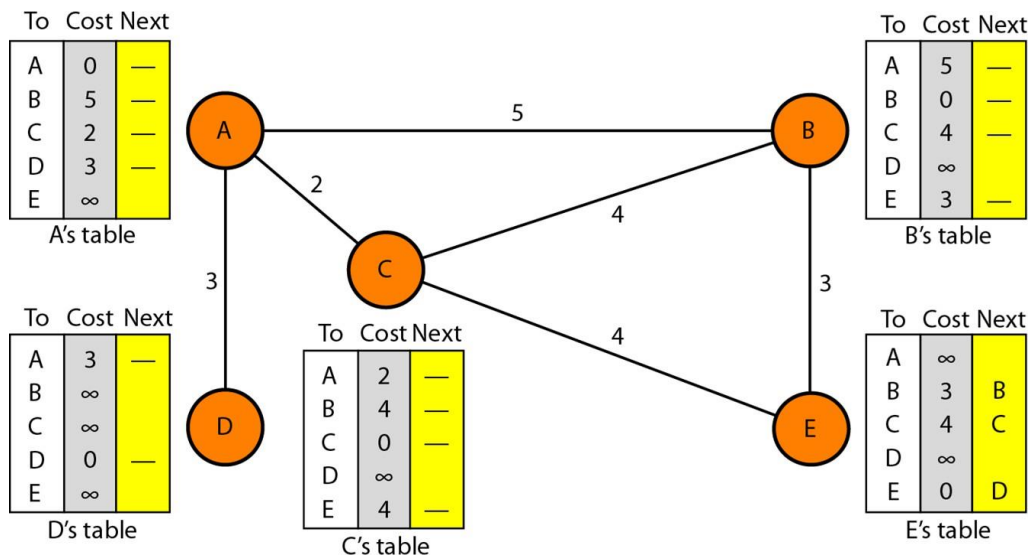 To Cost Next
A 0 —
B 5 —
C 2 —
D 3 —
E ∞
A's table
To Cost Next
A 5 —
B 0 —
C 4 —
D ∞
E 3 —
B's table
A
5
B
2
4
C
3
3
4
D
E
To Cost Next
A 3 —
B ∞
C ∞
D 0 —
E ∞
D's table
To Cost Next
A 2 —
B 4 —
C 0 —
D ∞
E 4 —
C's table
To Cost Next
A ∞
B 3 B
C 4 C
D ∞
E 0 D
E's table